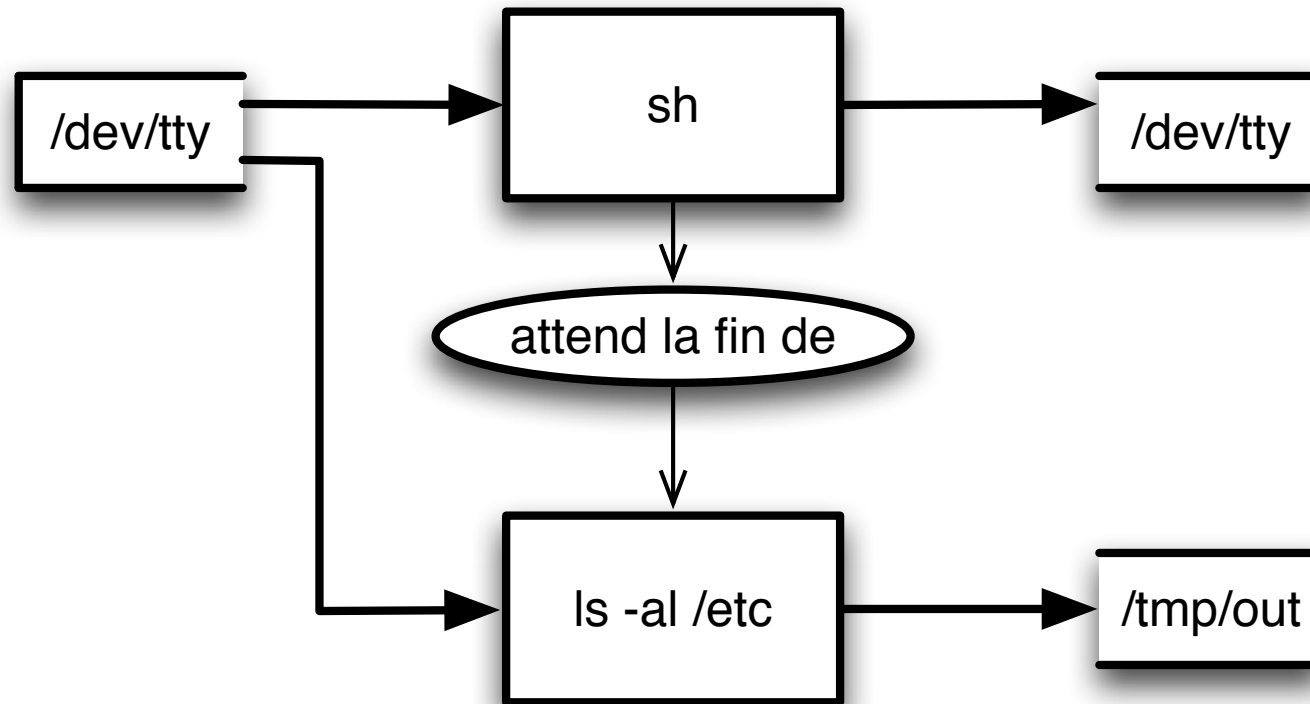 /dev/tty
sh
/dev/tty
attend la fin de
ls -al /etc
/tmp/out